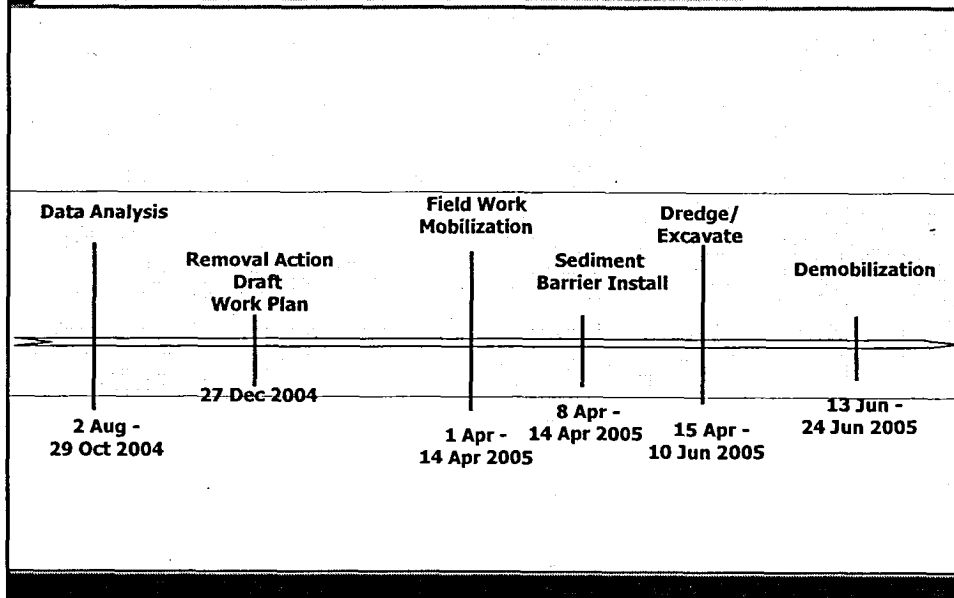 Data Analysis
Removal Action
Draft
Work Plan
Field Work
Mobilization
Sediment
Barrier Install
Dredge/
Excavate
Demobilization
2 Aug -
29 Oct 2004
27 Dec 2004
1 Apr -
14 Apr 2005
8 Apr -
14 Apr 2005
15 Apr -
10 Jun 2005
13 Jun -
24 Jun 2005